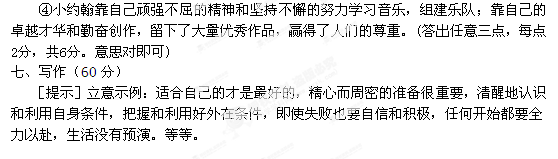 ④小约翰靠自己顽强不屈的精神和坚持不懈的努力学习音乐，组建乐队；靠自己的
卓越才华和勤奋创作，留下了大量优秀作品，赢得了人们的尊重。(答出任意三点，每点
2分，共6分。意思对即可)
七、写作（60 分）
［提示］立意示例：适合自己的才是最好的，精心而周密的准备很重要，清醒地认识
和利用自身条件，把握和利用好外在条件，即使失败也要自信和积极，任何开始都要全
力以赴，生活没有预演。等等。